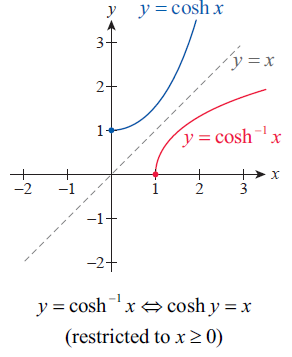 y y = cosh x
3
y = x
2
1
y = cosh⁻¹ x
x
−2 −1 1 2 3
−1
−2
y = cosh⁻¹ x ⇔ cosh y = x
(restricted to x ≥ 0)